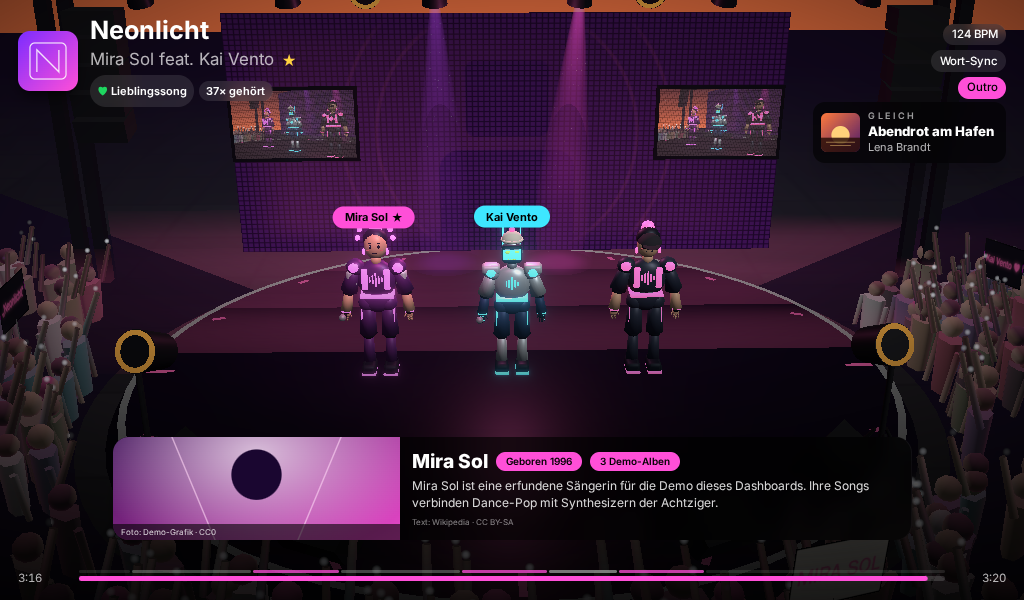 Neonlicht
Mira Sol feat. Kai Vento ★
Lieblingssong
37× gehört
124 BPM
Wort-Sync
Outro
GLEICH
Abendrot am Hafen
Lena Brandt
Mira Sol ★
Kai Vento
Mira Sol
Geboren 1996
3 Demo-Alben
Mira Sol ist eine erfundene Sängerin für die Demo dieses Dashboards. Ihre Songs
verbinden Dance-Pop mit Synthesizern der Achtziger.
Text: Wikipedia · CC BY-SA
Foto: Demo-Grafik · CC0
MIRA SOL
3:16
3:20